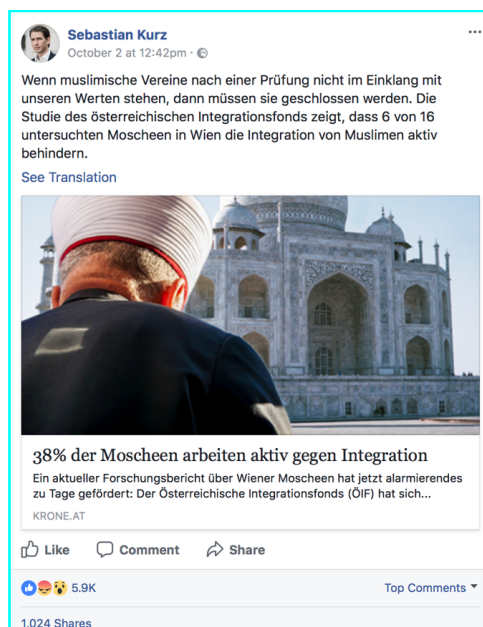 Sebastian Kurz
October 2 at 12:42pm ·
Wenn muslimische Vereine nach einer Prüfung nicht im Einklang mit
unseren Werten stehen, dann müssen sie geschlossen werden. Die
Studie des österreichischen Integrationsfonds zeigt, dass 6 von 16
untersuchten Moscheen in Wien die Integration von Muslimen aktiv
behindern.
See Translation
38% der Moscheen arbeiten aktiv gegen Integration
Ein aktueller Forschungsbericht über Wiener Moscheen hat jetzt alarmierendes
zu Tage gefördert: Der Österreichische Integrationsfonds (ÖIF) hat sich...
KRONE.AT
Like Comment Share
5.9K Top Comments
1,024 Shares